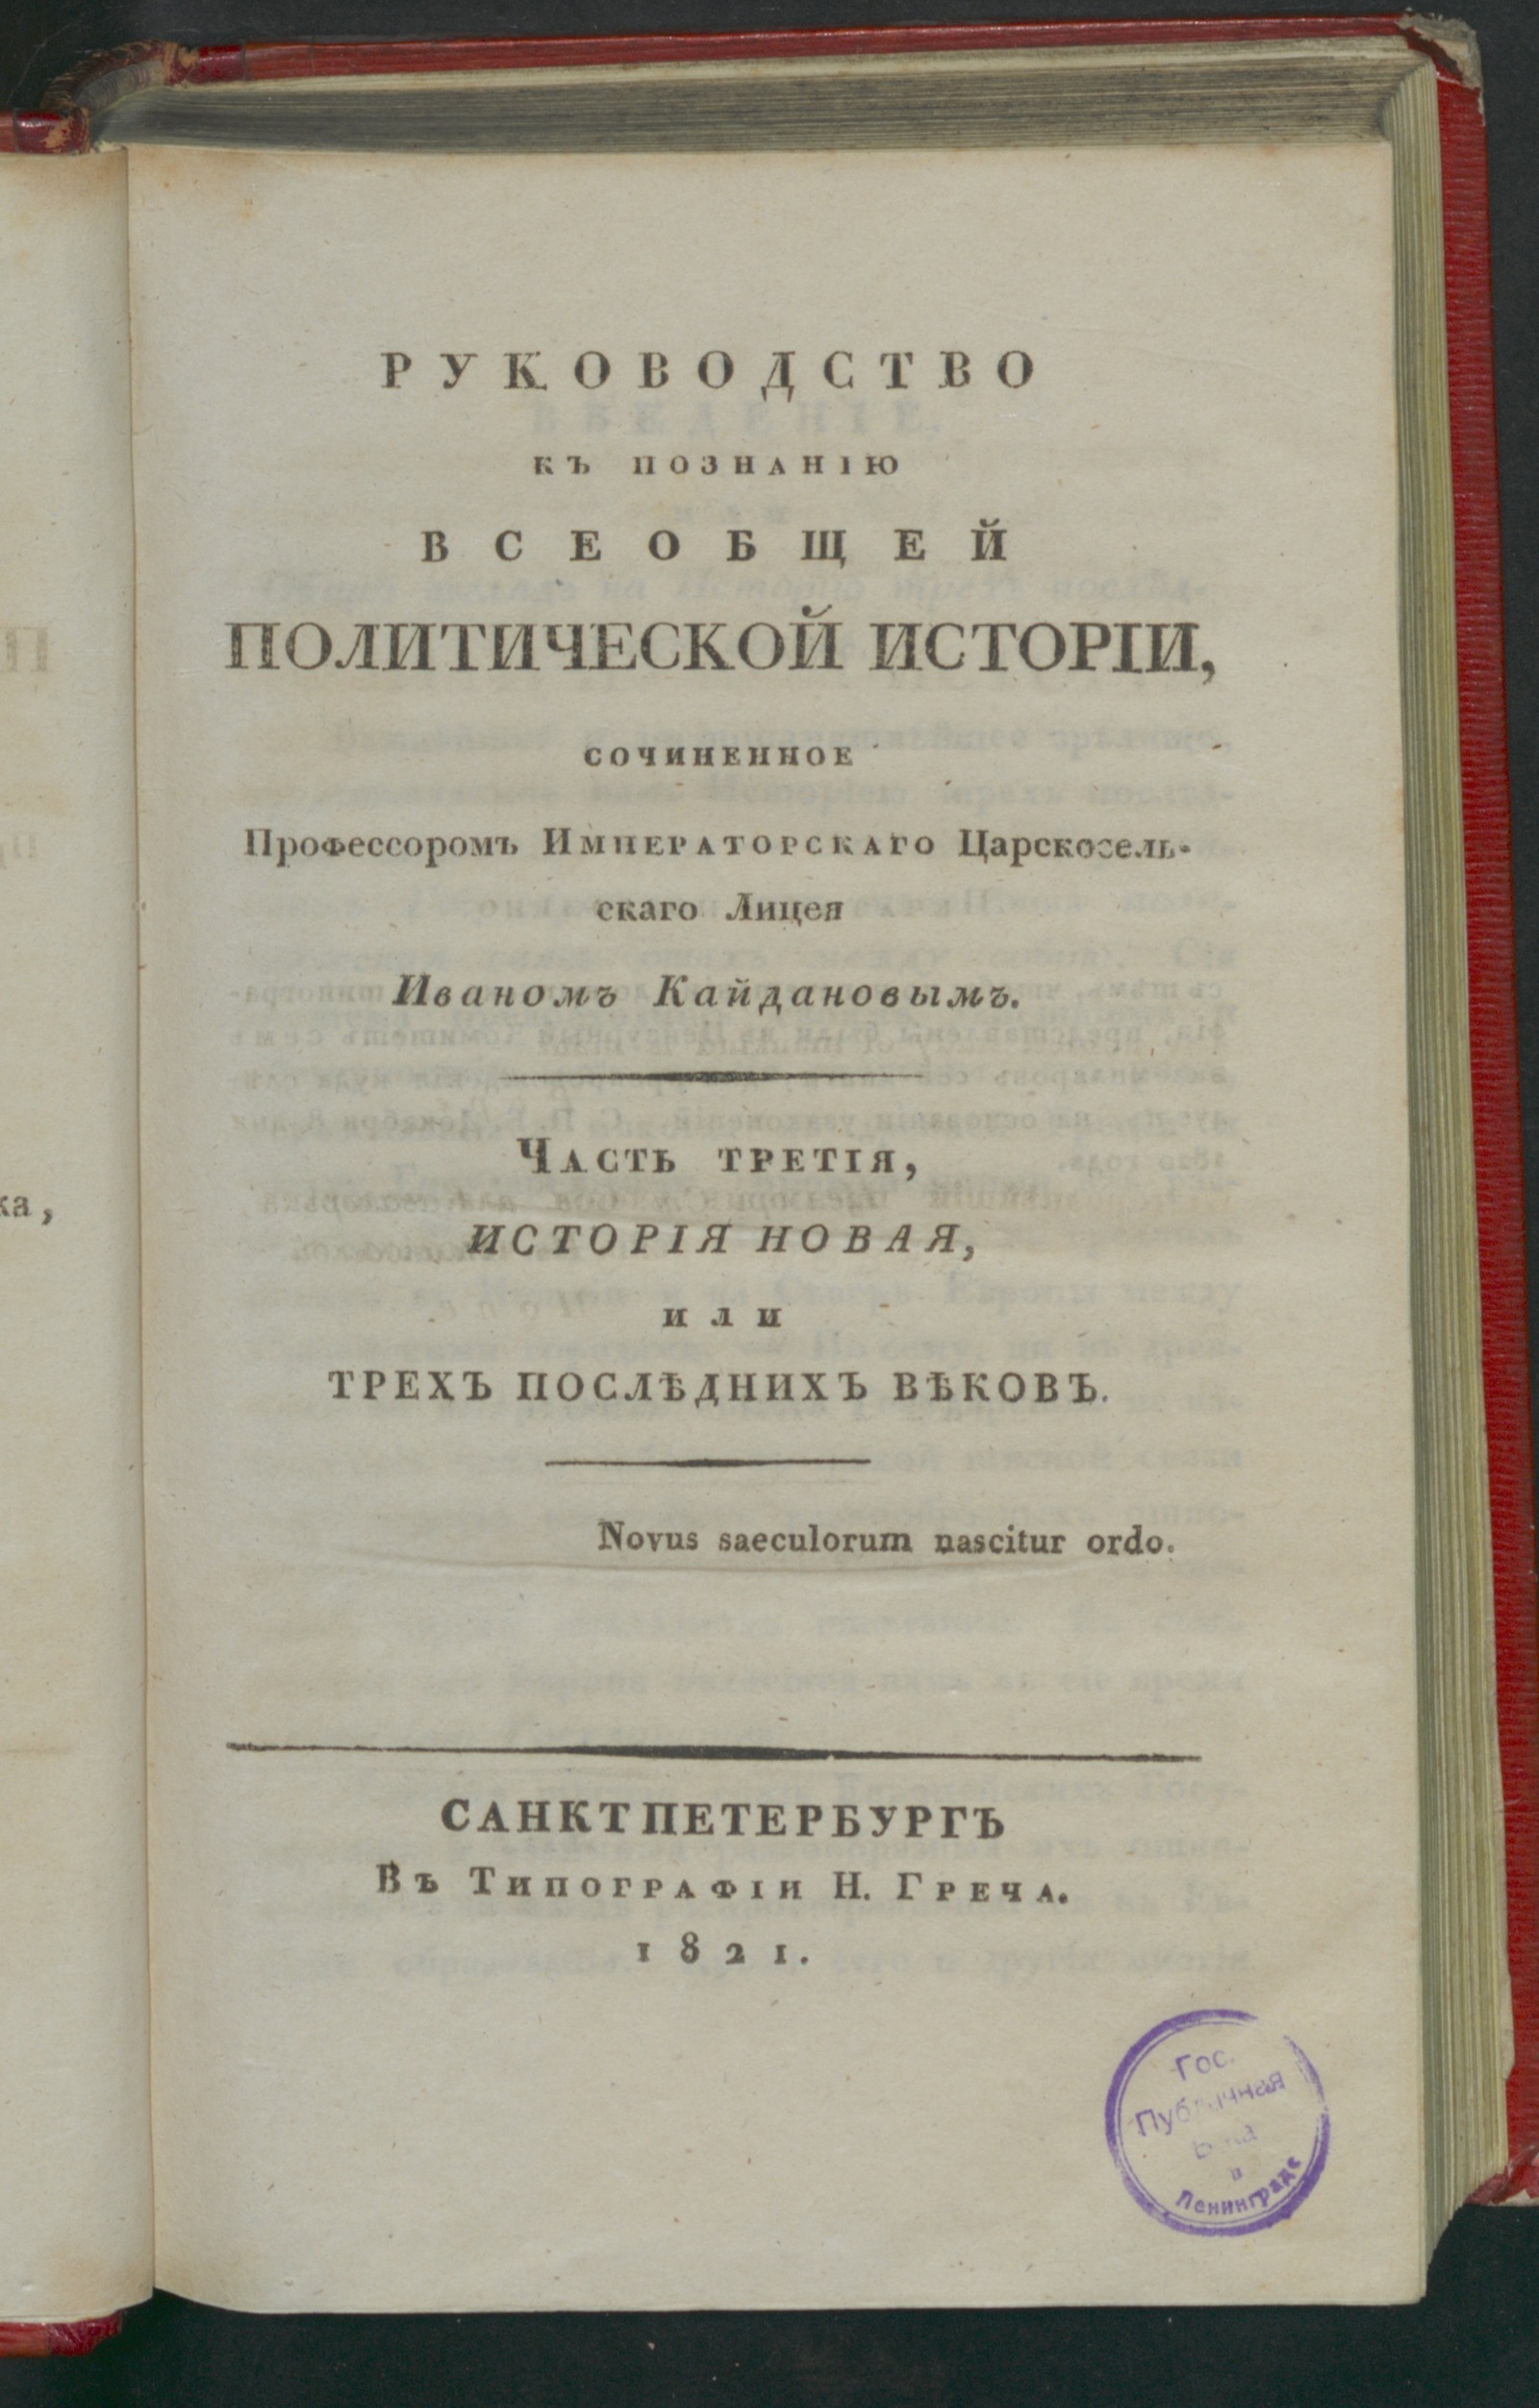 РУКОВОДСТВО
КЪ ПОЗНАНІЮ
ВСЕОБЩЕЙ
ПОЛИТИЧЕСКОЙ ИСТОРІИ,
СОЧИНЕННОЕ
Профессоромъ ИМПЕРАТОРСКАГО Царскосель-
скаго Лицея
Иваномъ Кайдановымъ.
ЧАСТЬ ТРЕТІЯ,
ИСТОРІЯ НОВАЯ,
ИЛИ
ТРЕХЪ ПОСЛѢДНИХЪ ВѢКОВЪ.
Novus saeculorum nascitur ordo.
САНКТПЕТЕРБУРГЪ
ВЪ ТИПОГРАФІИ Н. ГРЕЧА.
1821.
Гос.
Публичная
в
Ленинграде
ка,